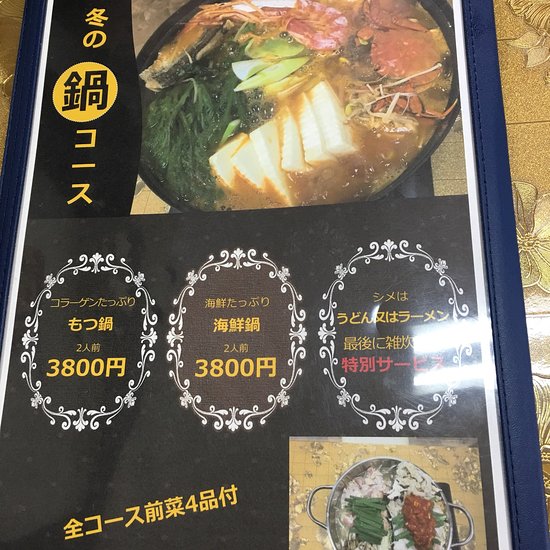 冬の
鍋
コース
コラーゲンたっぷり
もつ鍋
2人前
3800円
海鮮たっぷり
海鮮鍋
2人前
3800円
シメは
うどん又はラーメン
最後に雑炊
特別サービス
全コース前菜4品付